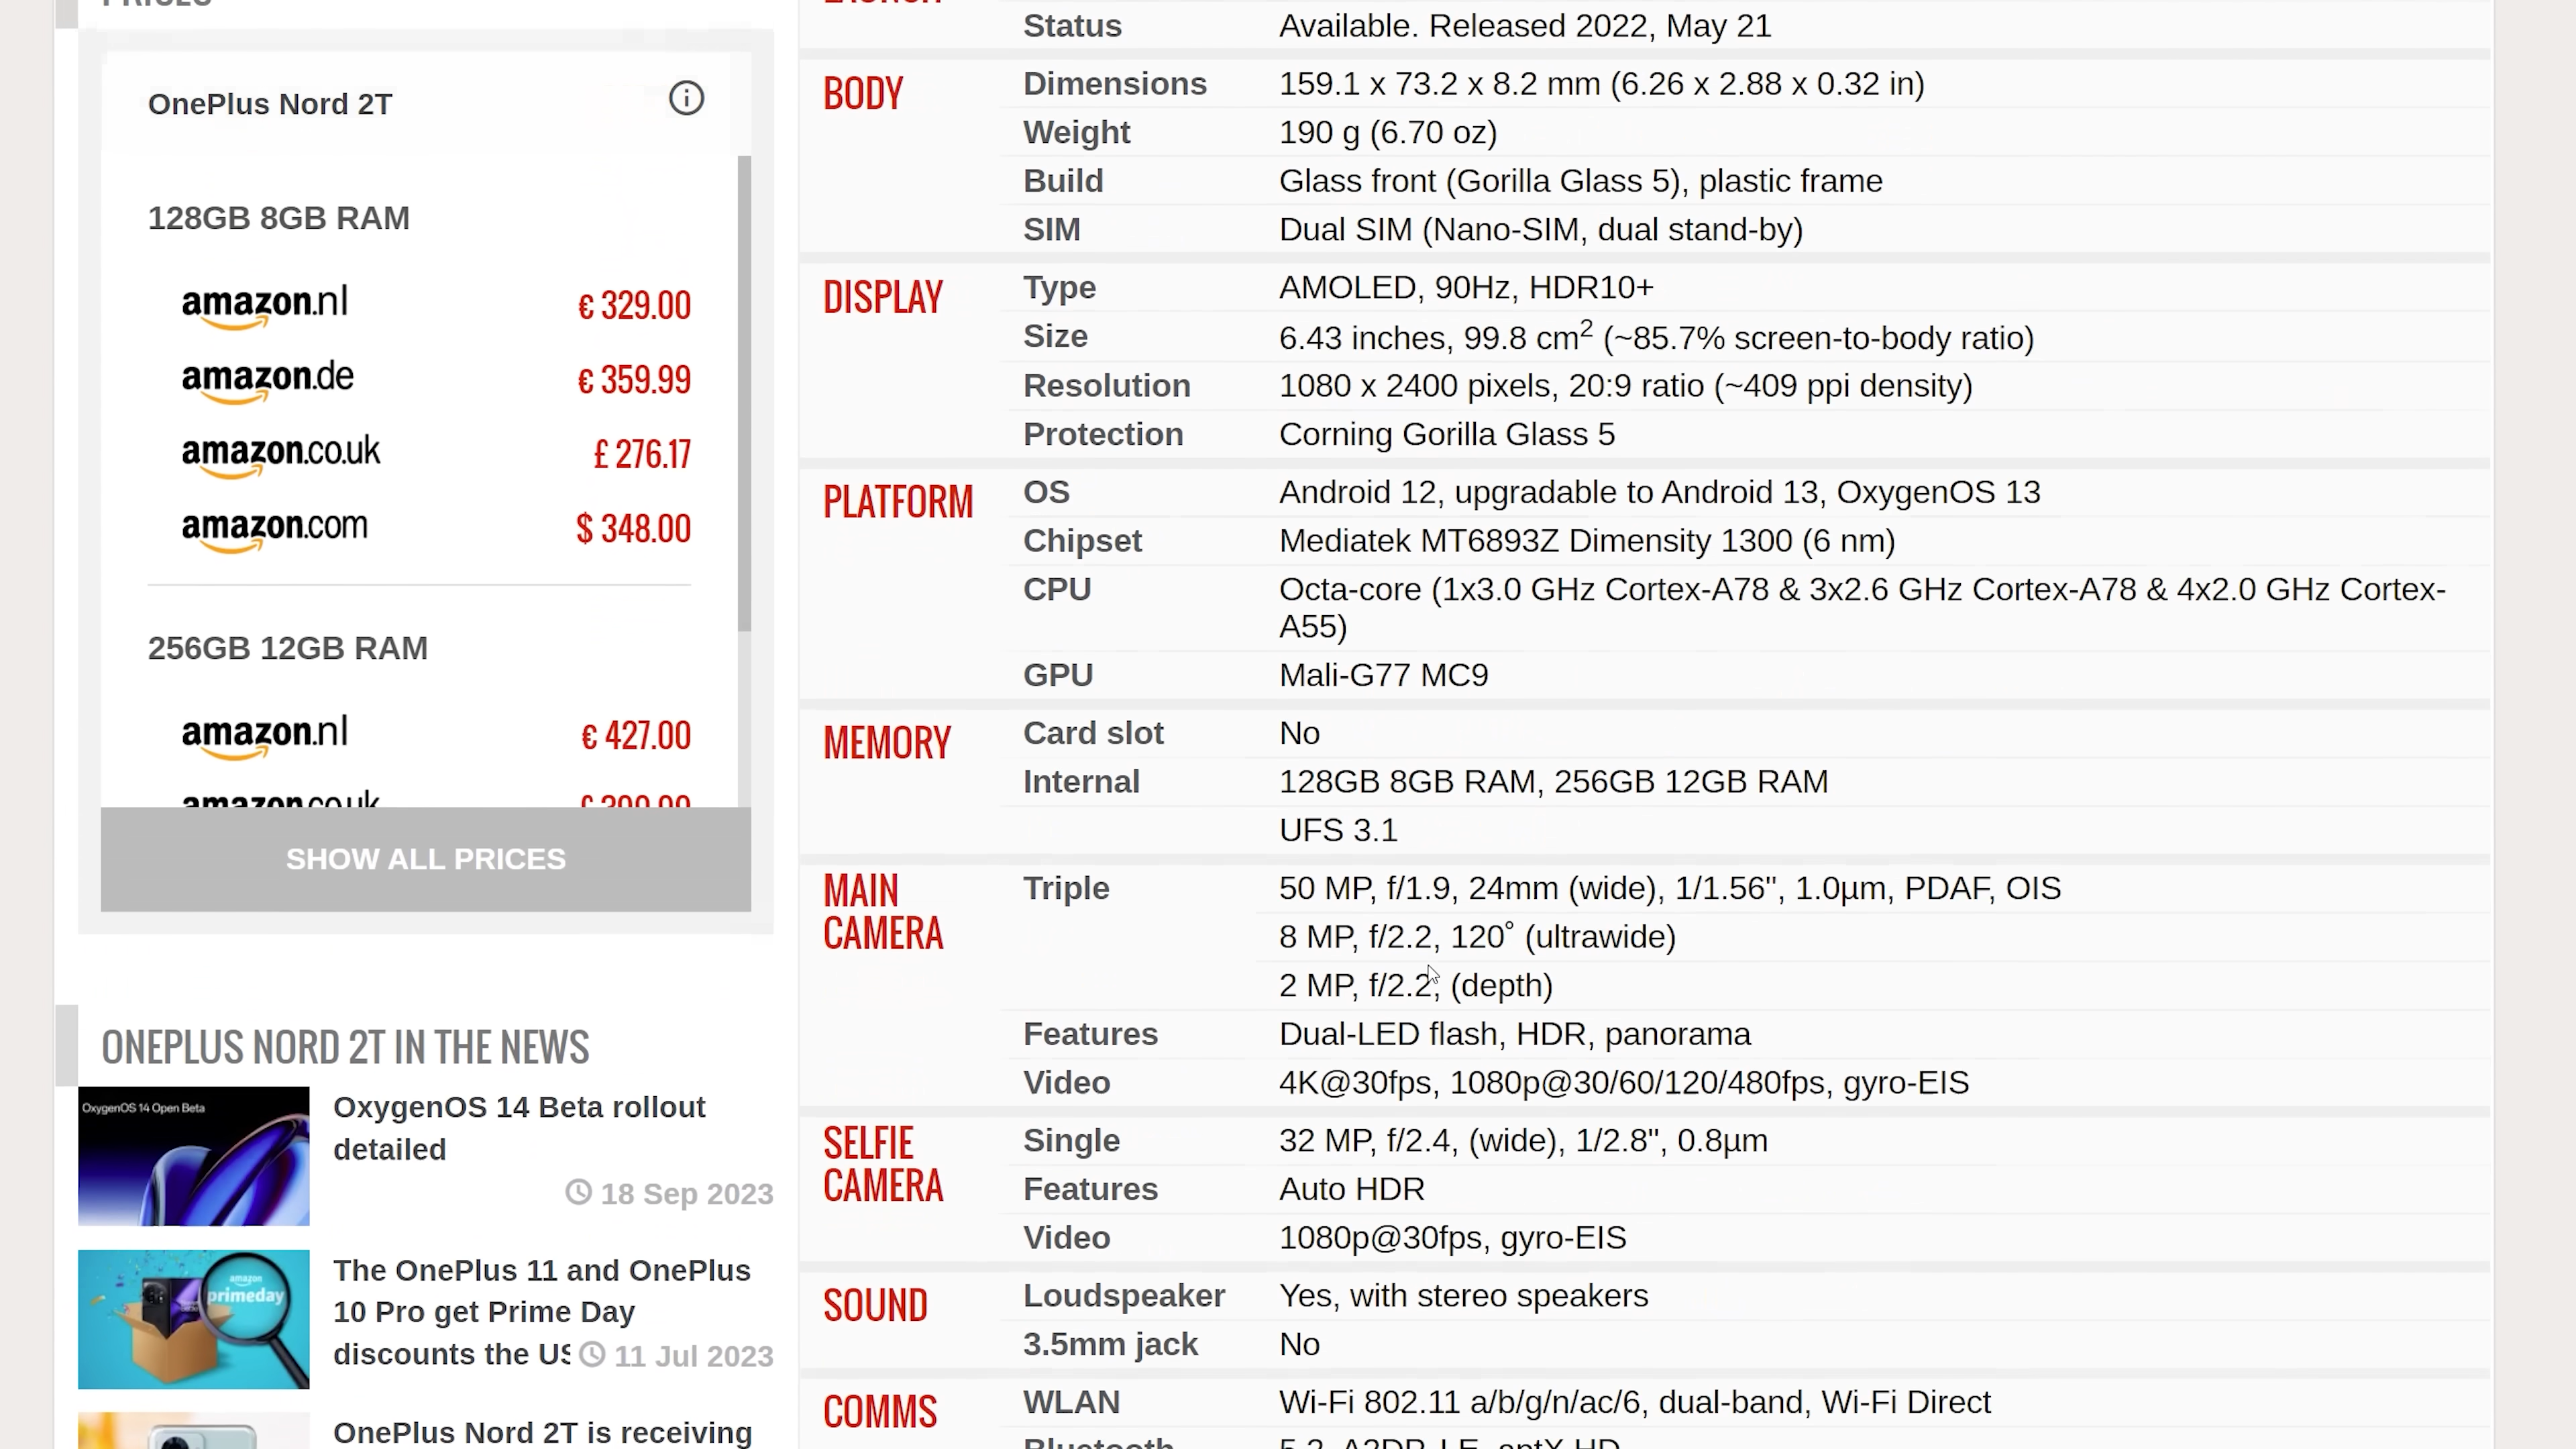 OnePlus Nord 2T
128GB 8GB RAM
amazon.nl € 329.00
amazon.de € 359.99
amazon.co.uk £ 276.17
amazon.com $ 348.00
256GB 12GB RAM
amazon.nl € 427.00
amazon.co.uk
SHOW ALL PRICES
ONEPLUS NORD 2T IN THE NEWS
OxygenOS 14 Open Beta
OxygenOS 14 Beta rollout
detailed
18 Sep 2023
amazon
primeday
The OnePlus 11 and OnePlus
10 Pro get Prime Day
discounts the US 11 Jul 2023
OnePlus Nord 2T is receiving
Status Available. Released 2022, May 21
BODY Dimensions 159.1 x 73.2 x 8.2 mm (6.26 x 2.88 x 0.32 in)
Weight 190 g (6.70 oz)
Build Glass front (Gorilla Glass 5), plastic frame
SIM Dual SIM (Nano-SIM, dual stand-by)
DISPLAY Type AMOLED, 90Hz, HDR10+
Size 6.43 inches, 99.8 cm² (~85.7% screen-to-body ratio)
Resolution 1080 x 2400 pixels, 20:9 ratio (~409 ppi density)
Protection Corning Gorilla Glass 5
PLATFORM OS Android 12, upgradable to Android 13, OxygenOS 13
Chipset Mediatek MT6893Z Dimensity 1300 (6 nm)
CPU Octa-core (1x3.0 GHz Cortex-A78 & 3x2.6 GHz Cortex-A78 & 4x2.0 GHz Cortex-
A55)
GPU Mali-G77 MC9
MEMORY Card slot No
Internal 128GB 8GB RAM, 256GB 12GB RAM
UFS 3.1
MAIN
CAMERA
Triple 50 MP, f/1.9, 24mm (wide), 1/1.56", 1.0µm, PDAF, OIS
8 MP, f/2.2, 120˚ (ultrawide)
2 MP, f/2.2, (depth)
Features Dual-LED flash, HDR, panorama
Video 4K@30fps, 1080p@30/60/120/480fps, gyro-EIS
SELFIE
CAMERA
Single 32 MP, f/2.4, (wide), 1/2.8", 0.8µm
Features Auto HDR
Video 1080p@30fps, gyro-EIS
SOUND Loudspeaker Yes, with stereo speakers
3.5mm jack No
COMMS WLAN Wi-Fi 802.11 a/b/g/n/ac/6, dual-band, Wi-Fi Direct
Bluetooth 5.2, A2DP, LE, aptX HD